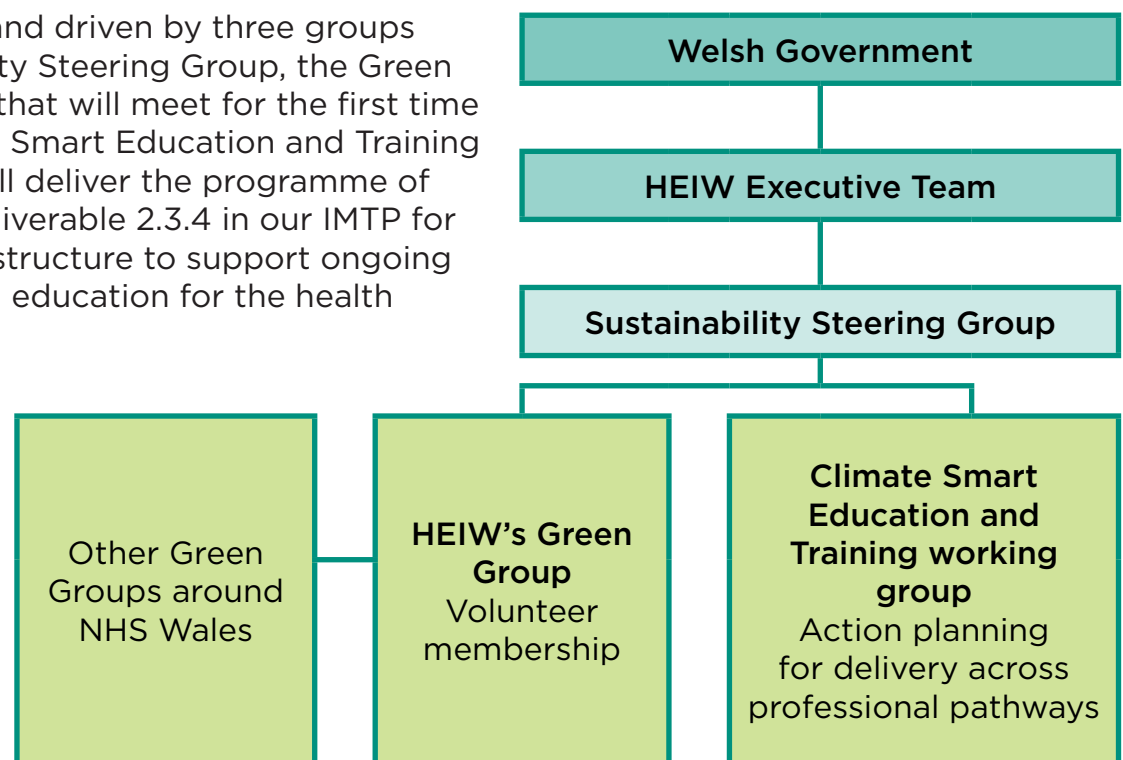 and driven by three groups
ty Steering Group, the Green
that will meet for the first time
Smart Education and Training
ll deliver the programme of
iverable 2.3.4 in our IMTP for
structure to support ongoing
education for the health
Welsh Government
HEIW Executive Team
Sustainability Steering Group
Other Green
Groups around
NHS Wales
HEIW's Green
Group
Volunteer
membership
Climate Smart
Education and
Training working
group
Action planning
for delivery across
professional pathways